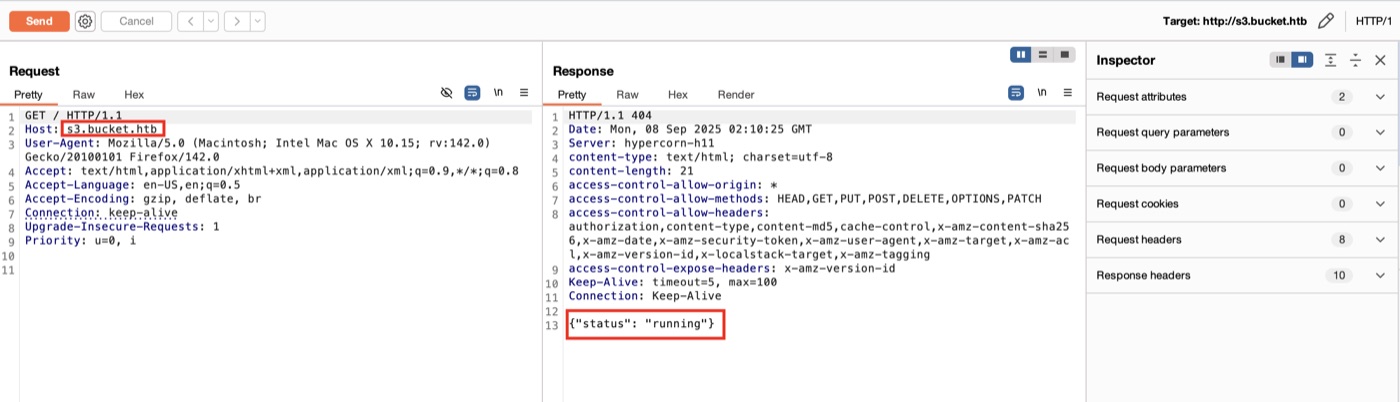 Send Cancel < > Target: http://s3.bucket.htb HTTP/1
Request
Pretty Raw Hex \n
1 GET / HTTP/1.1
2 Host: s3.bucket.htb
3 User-Agent: Mozilla/5.0 (Macintosh; Intel Mac OS X 10.15; rv:142.0)
Gecko/20100101 Firefox/142.0
4 Accept: text/html,application/xhtml+xml,application/xml;q=0.9,*/*;q=0.8
5 Accept-Language: en-US,en;q=0.5
6 Accept-Encoding: gzip, deflate, br
7 Connection: keep-alive
8 Upgrade-Insecure-Requests: 1
9 Priority: u=0, i
10
11
Response
Pretty Raw Hex Render \n
1 HTTP/1.1 404
2 Date: Mon, 08 Sep 2025 02:10:25 GMT
3 Server: hypercorn-h11
4 content-type: text/html; charset=utf-8
5 content-length: 21
6 access-control-allow-origin: *
7 access-control-allow-methods: HEAD,GET,PUT,POST,DELETE,OPTIONS,PATCH
8 access-control-allow-headers:
authorization,content-type,content-md5,cache-control,x-amz-content-sha25
6,x-amz-date,x-amz-security-token,x-amz-user-agent,x-amz-target,x-amz-ac
l,x-amz-version-id,x-localstack-target,x-amz-tagging
9 access-control-expose-headers: x-amz-version-id
10 Keep-Alive: timeout=5, max=100
11 Connection: Keep-Alive
12
13 {"status": "running"}
Inspector
Request attributes 2
Request query parameters 0
Request body parameters 0
Request cookies 0
Request headers 8
Response headers 10